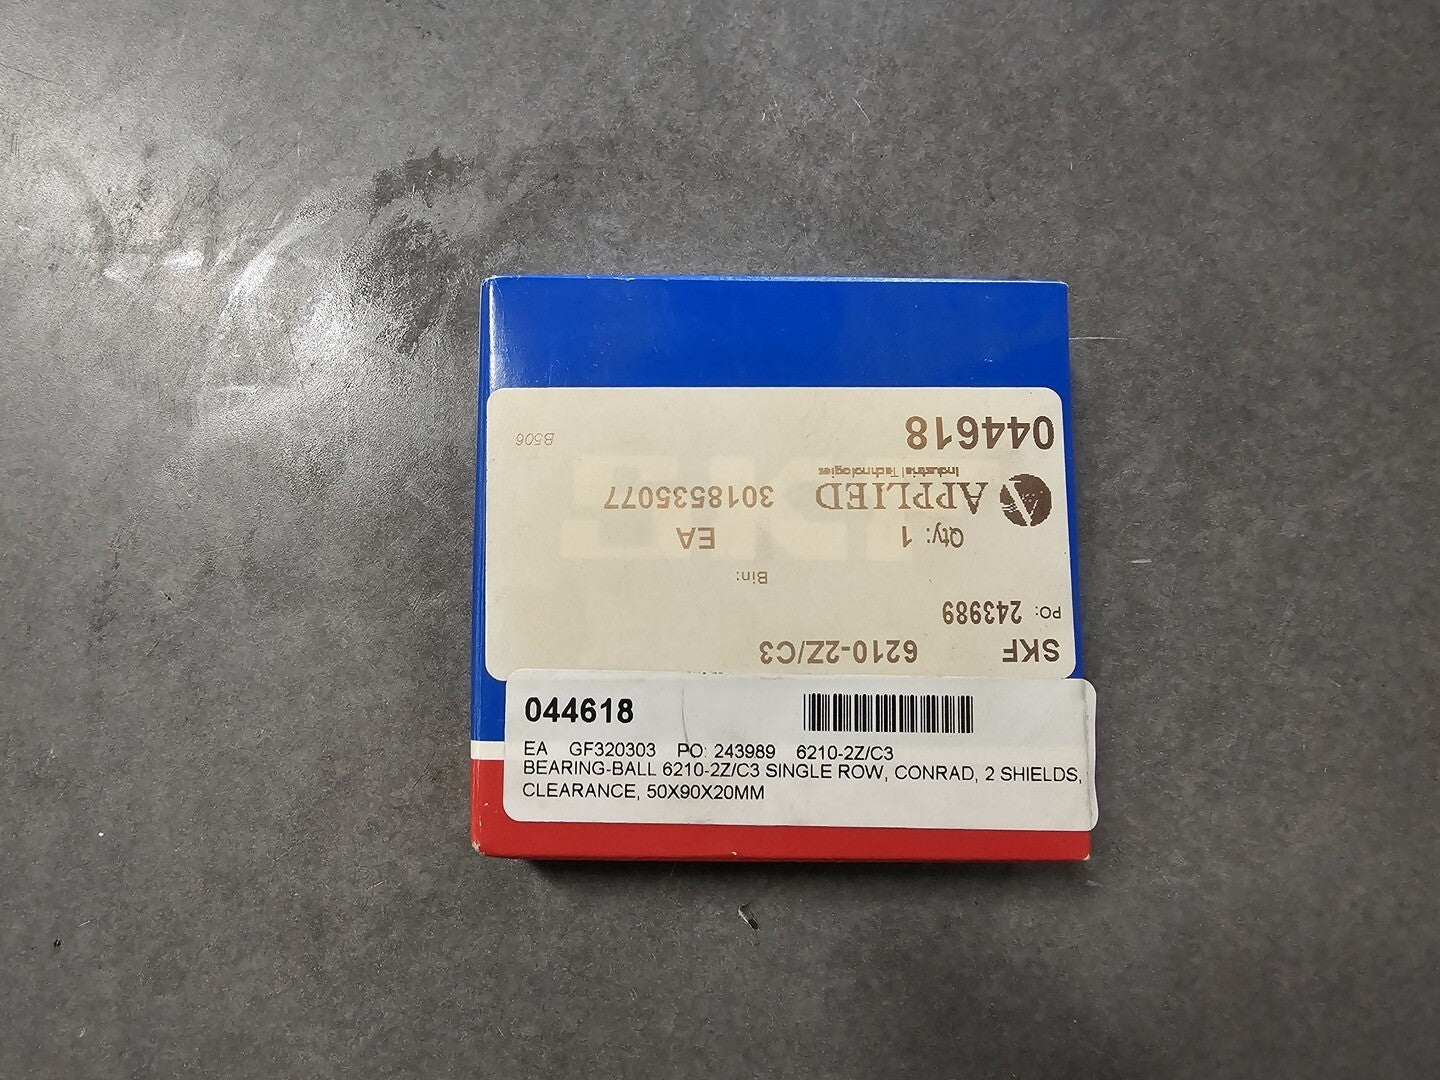 044618
B506
APPLIED
Industrial Technologies
3018535077
Qty: 1 EA
Bin:
PO: 243989
SKF 6210-2Z/C3
044618
EA GF320303 PO: 243989 6210-2Z/C3
BEARING-BALL 6210-2Z/C3 SINGLE ROW, CONRAD, 2 SHIELDS,
CLEARANCE, 50X90X20MM